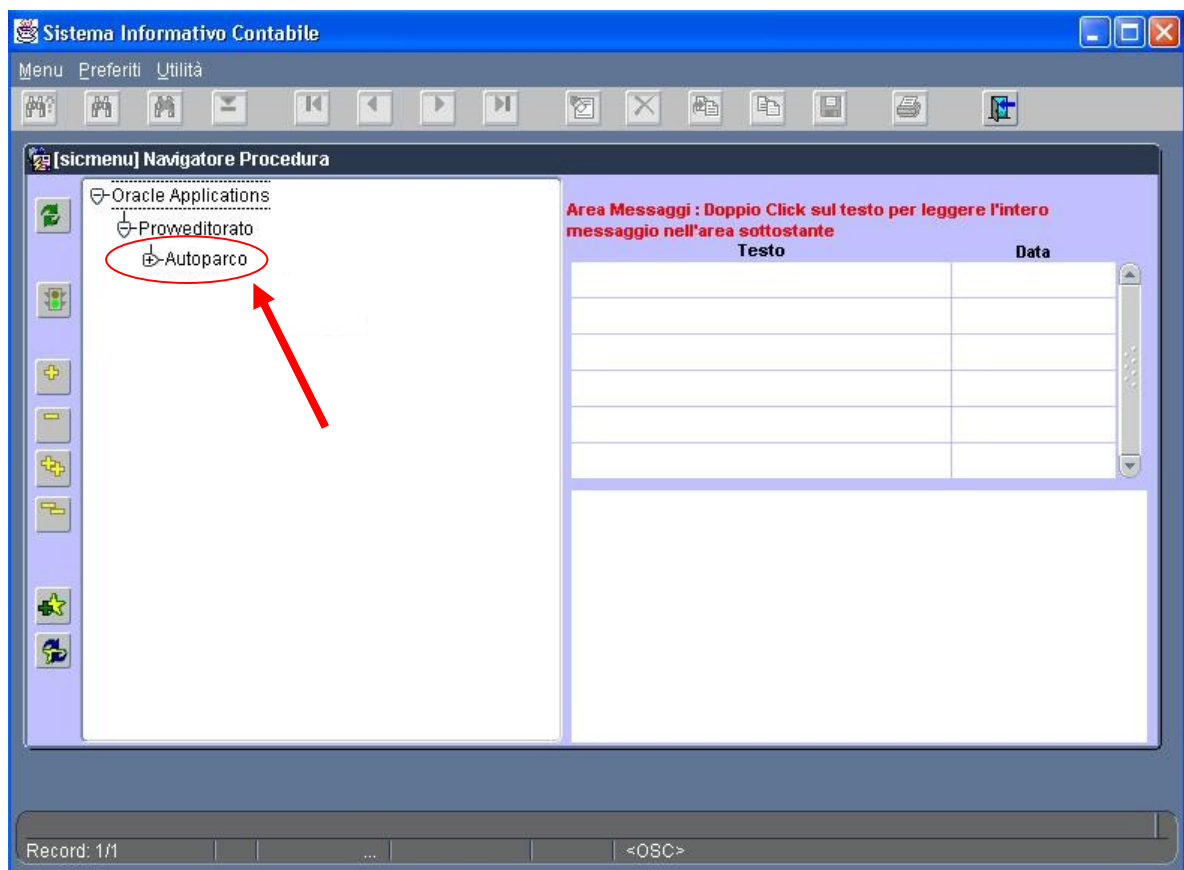 Sistema Informativo Contabile
Menu Preferiti Utilità
[sicmenu] Navigatore Procedura
Oracle Applications
Provveditorato
Autoparco
Area Messaggi : Doppio Click sul testo per leggere l'intero
messaggio nell'area sottostante
Testo Data
Record: 1/1 ... <OSC>